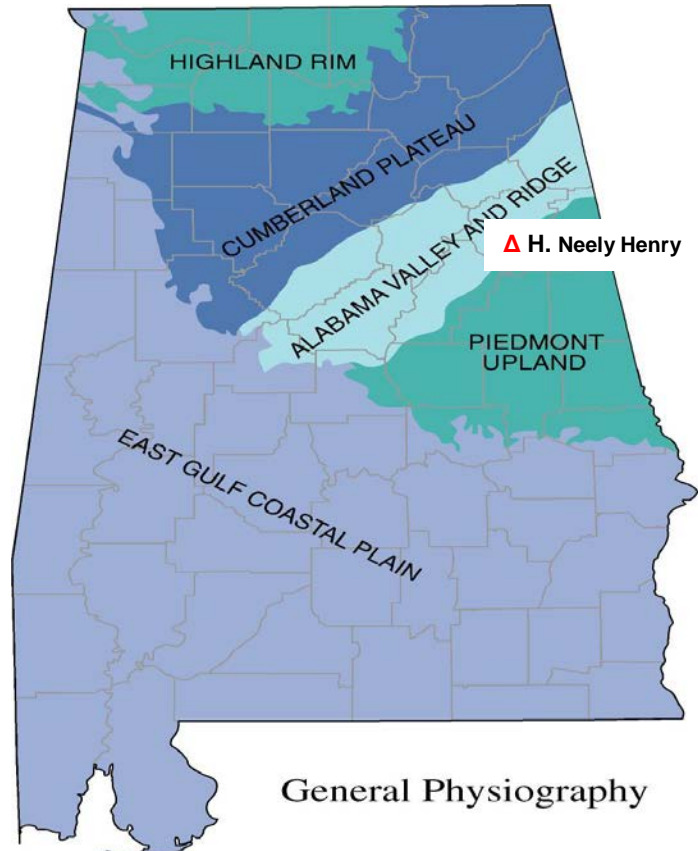 HIGHLAND RIM
CUMBERLAND PLATEAU
ALABAMA VALLEY AND RIDGE
Δ H. Neely Henry
PIEDMONT
UPLAND
EAST GULF COASTAL PLAIN
General Physiography